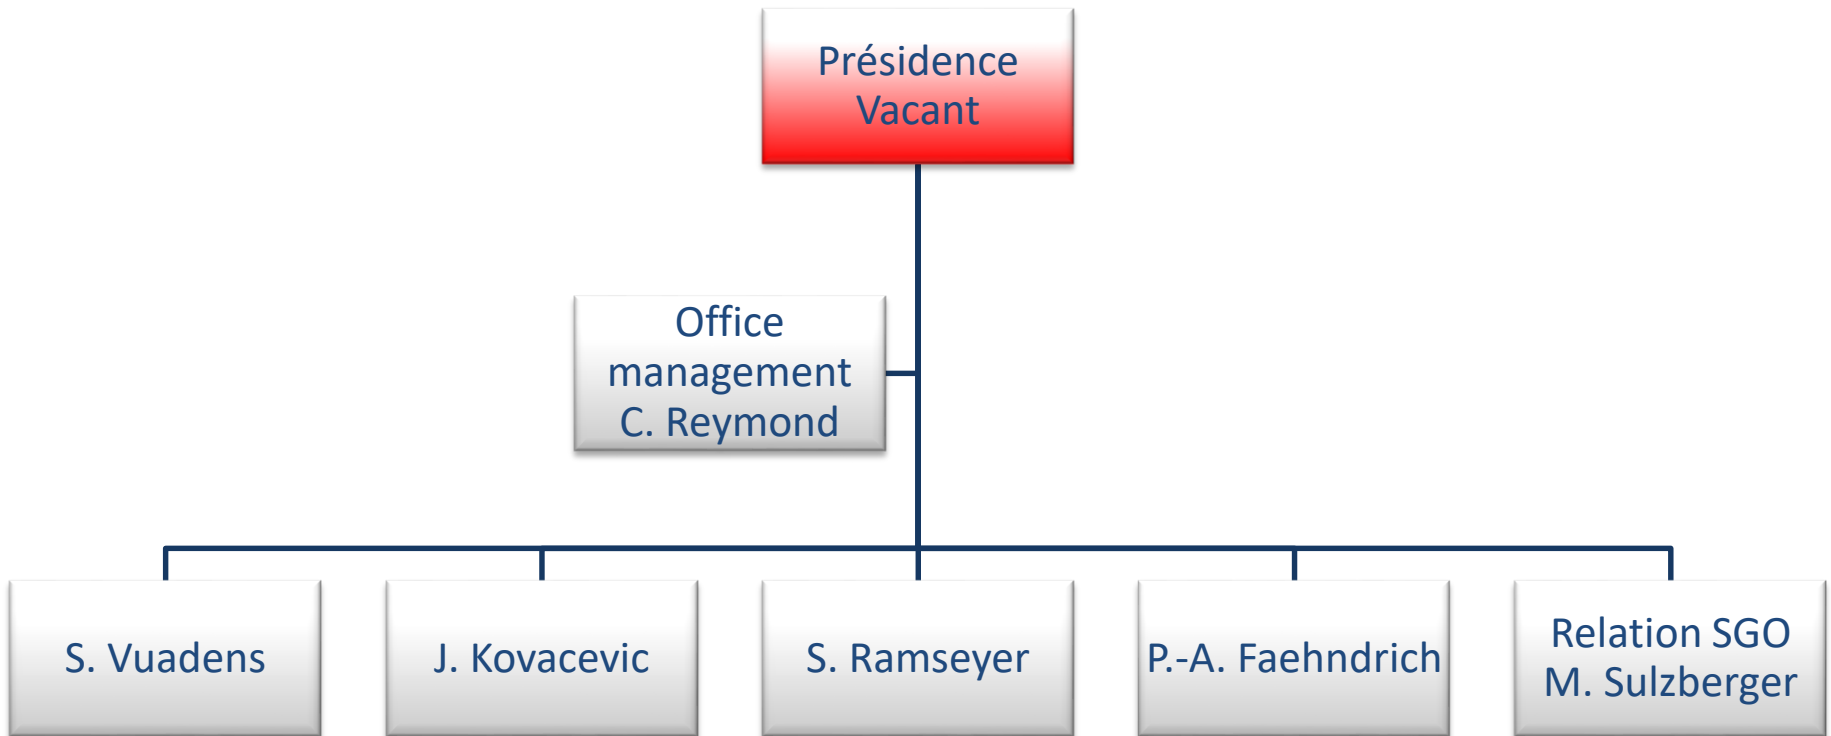 Présidence
Vacant
Office
management
C. Reymond
S. Vuadens
J. Kovacevic
S. Ramseyer
P.-A. Faehndrich
Relation SGO
M. Sulzberger